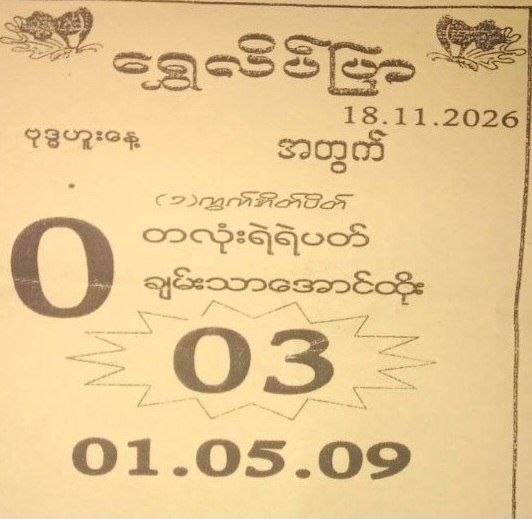 ရွှေလိပ်ပြာ
18.11.2026
ဗုဒ္ဓဟူးနေ့ အတွက်
(၁)ကွက်အိတ်ပိတ်
0 တလုံးရဲရဲပတ်
ချမ်းသာအောင်ထိုး
03
01.05.09